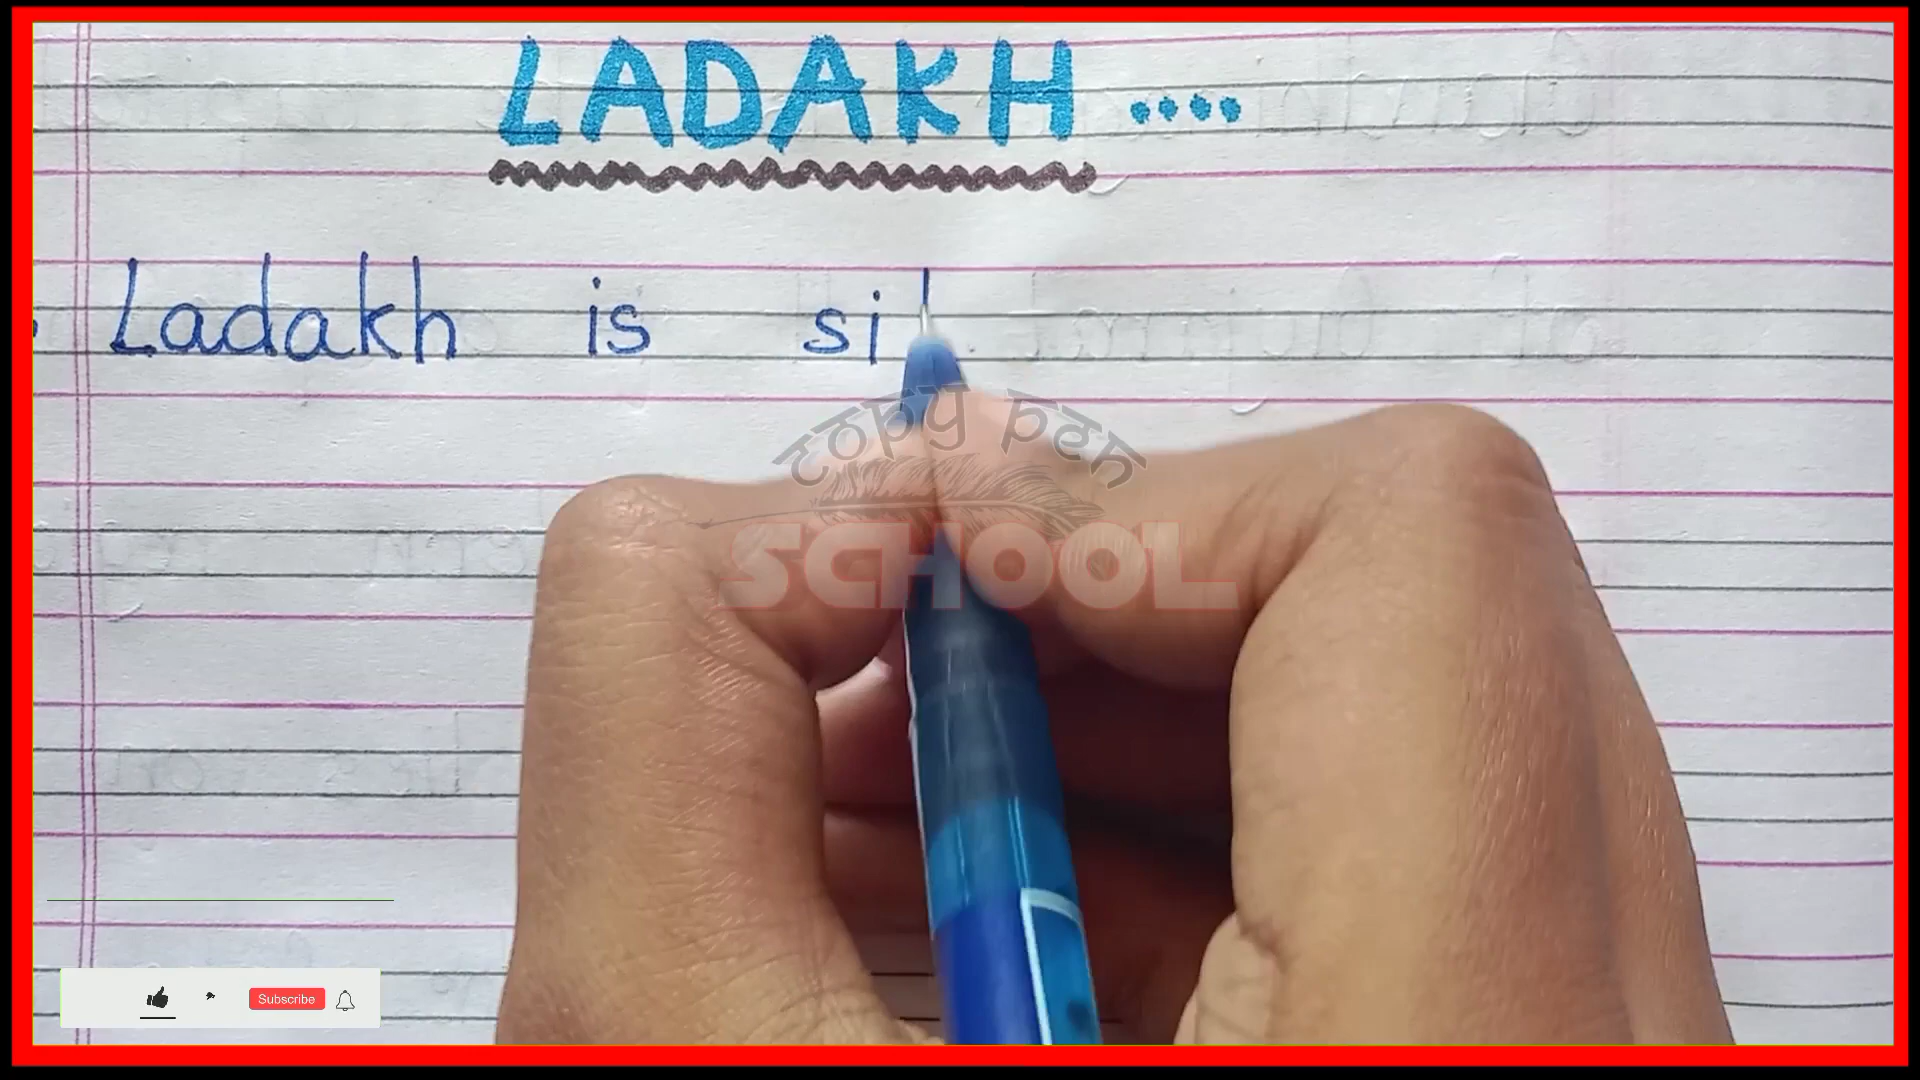 LADAKH ....
Ladakh is si
copy pen
SCHOOL
Subscribe